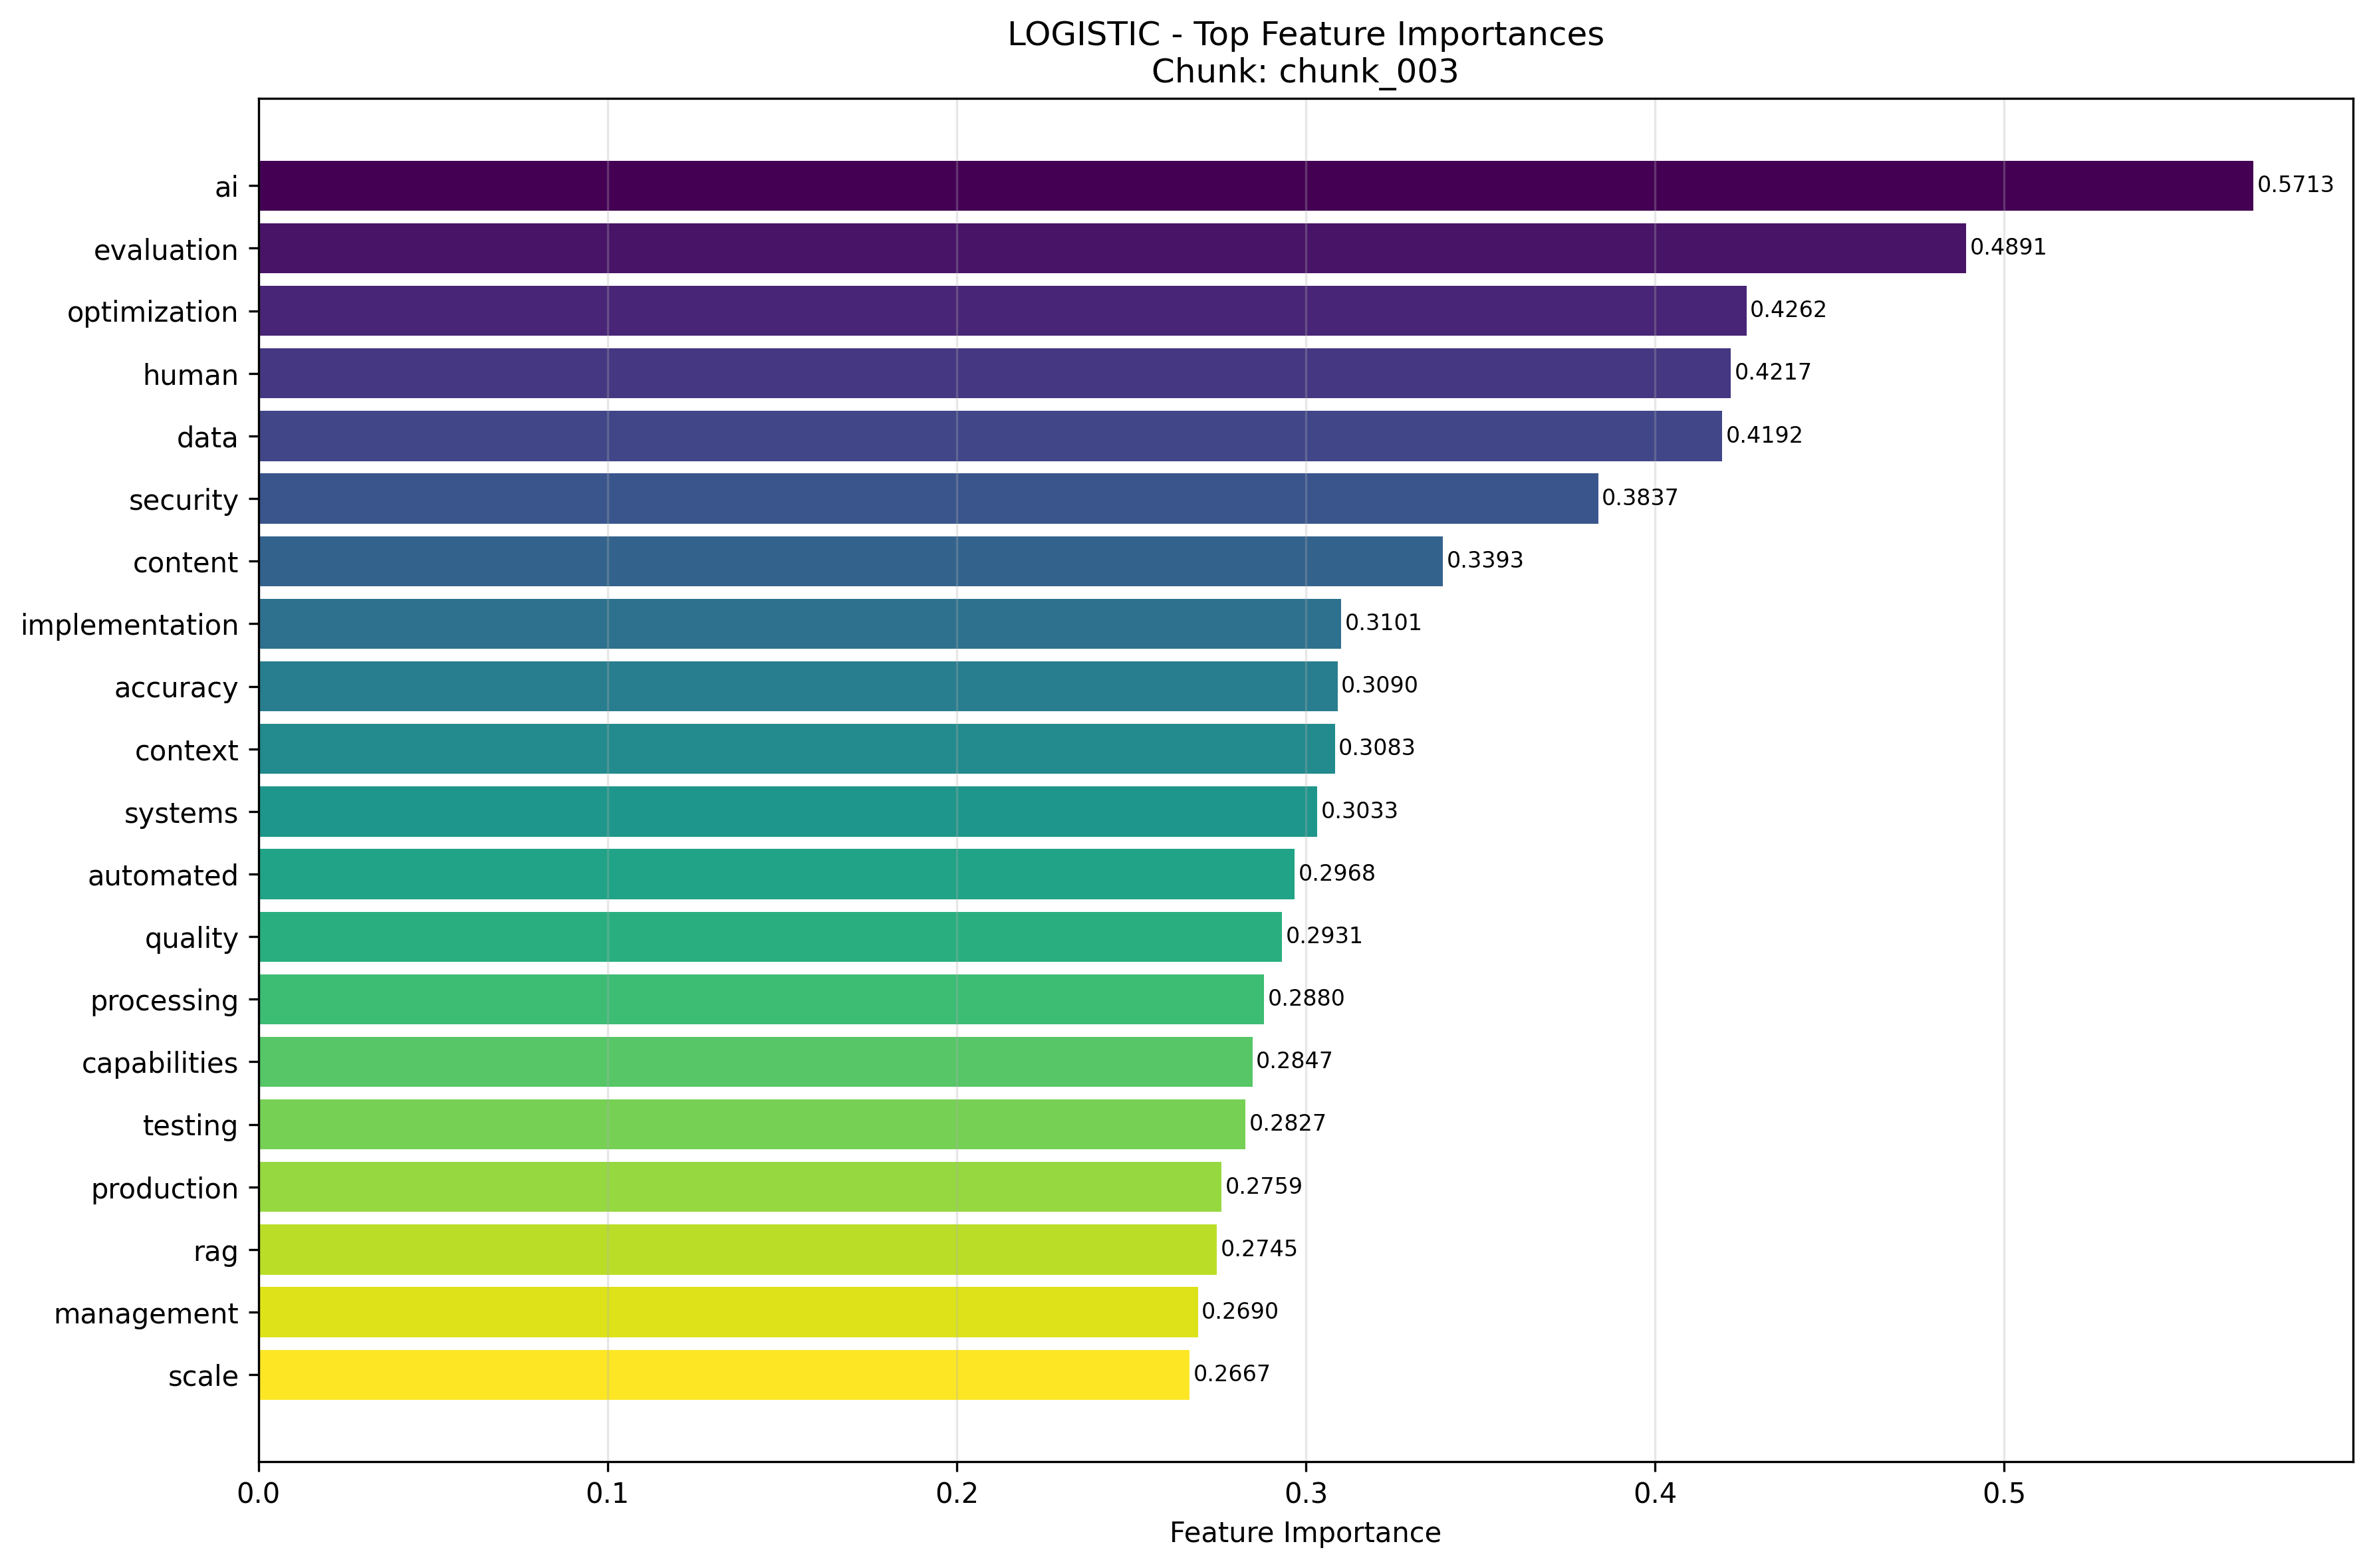 LOGISTIC - Top Feature Importances
Chunk: chunk_003
ai 0.5713
evaluation 0.4891
optimization 0.4262
human 0.4217
data 0.4192
security 0.3837
content 0.3393
implementation 0.3101
accuracy 0.3090
context 0.3083
systems 0.3033
automated 0.2968
quality 0.2931
processing 0.2880
capabilities 0.2847
testing 0.2827
production 0.2759
rag 0.2745
management 0.2690
scale 0.2667
0.0 0.1 0.2 0.3 0.4 0.5
Feature Importance